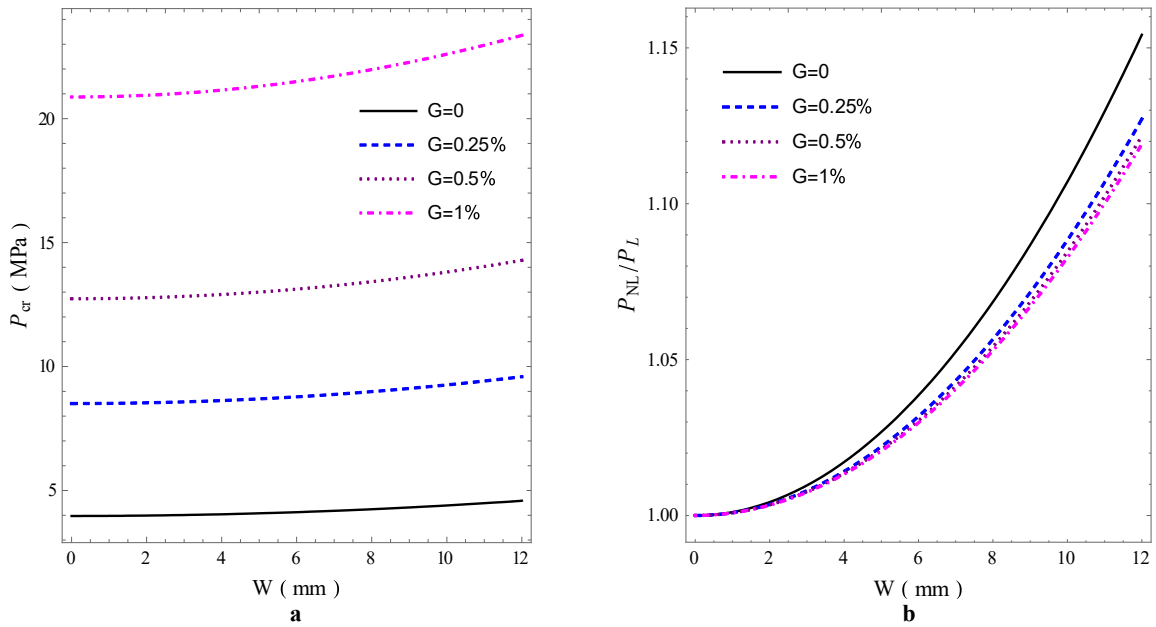 P_cr ( MPa )
20
15
10
5
G=0
G=0.25%
G=0.5%
G=1%
0 2 4 6 8 10 12
W ( mm )
a
P_NL/P_L
1.15
1.10
1.05
1.00
G=0
G=0.25%
G=0.5%
G=1%
0 2 4 6 8 10 12
W ( mm )
b